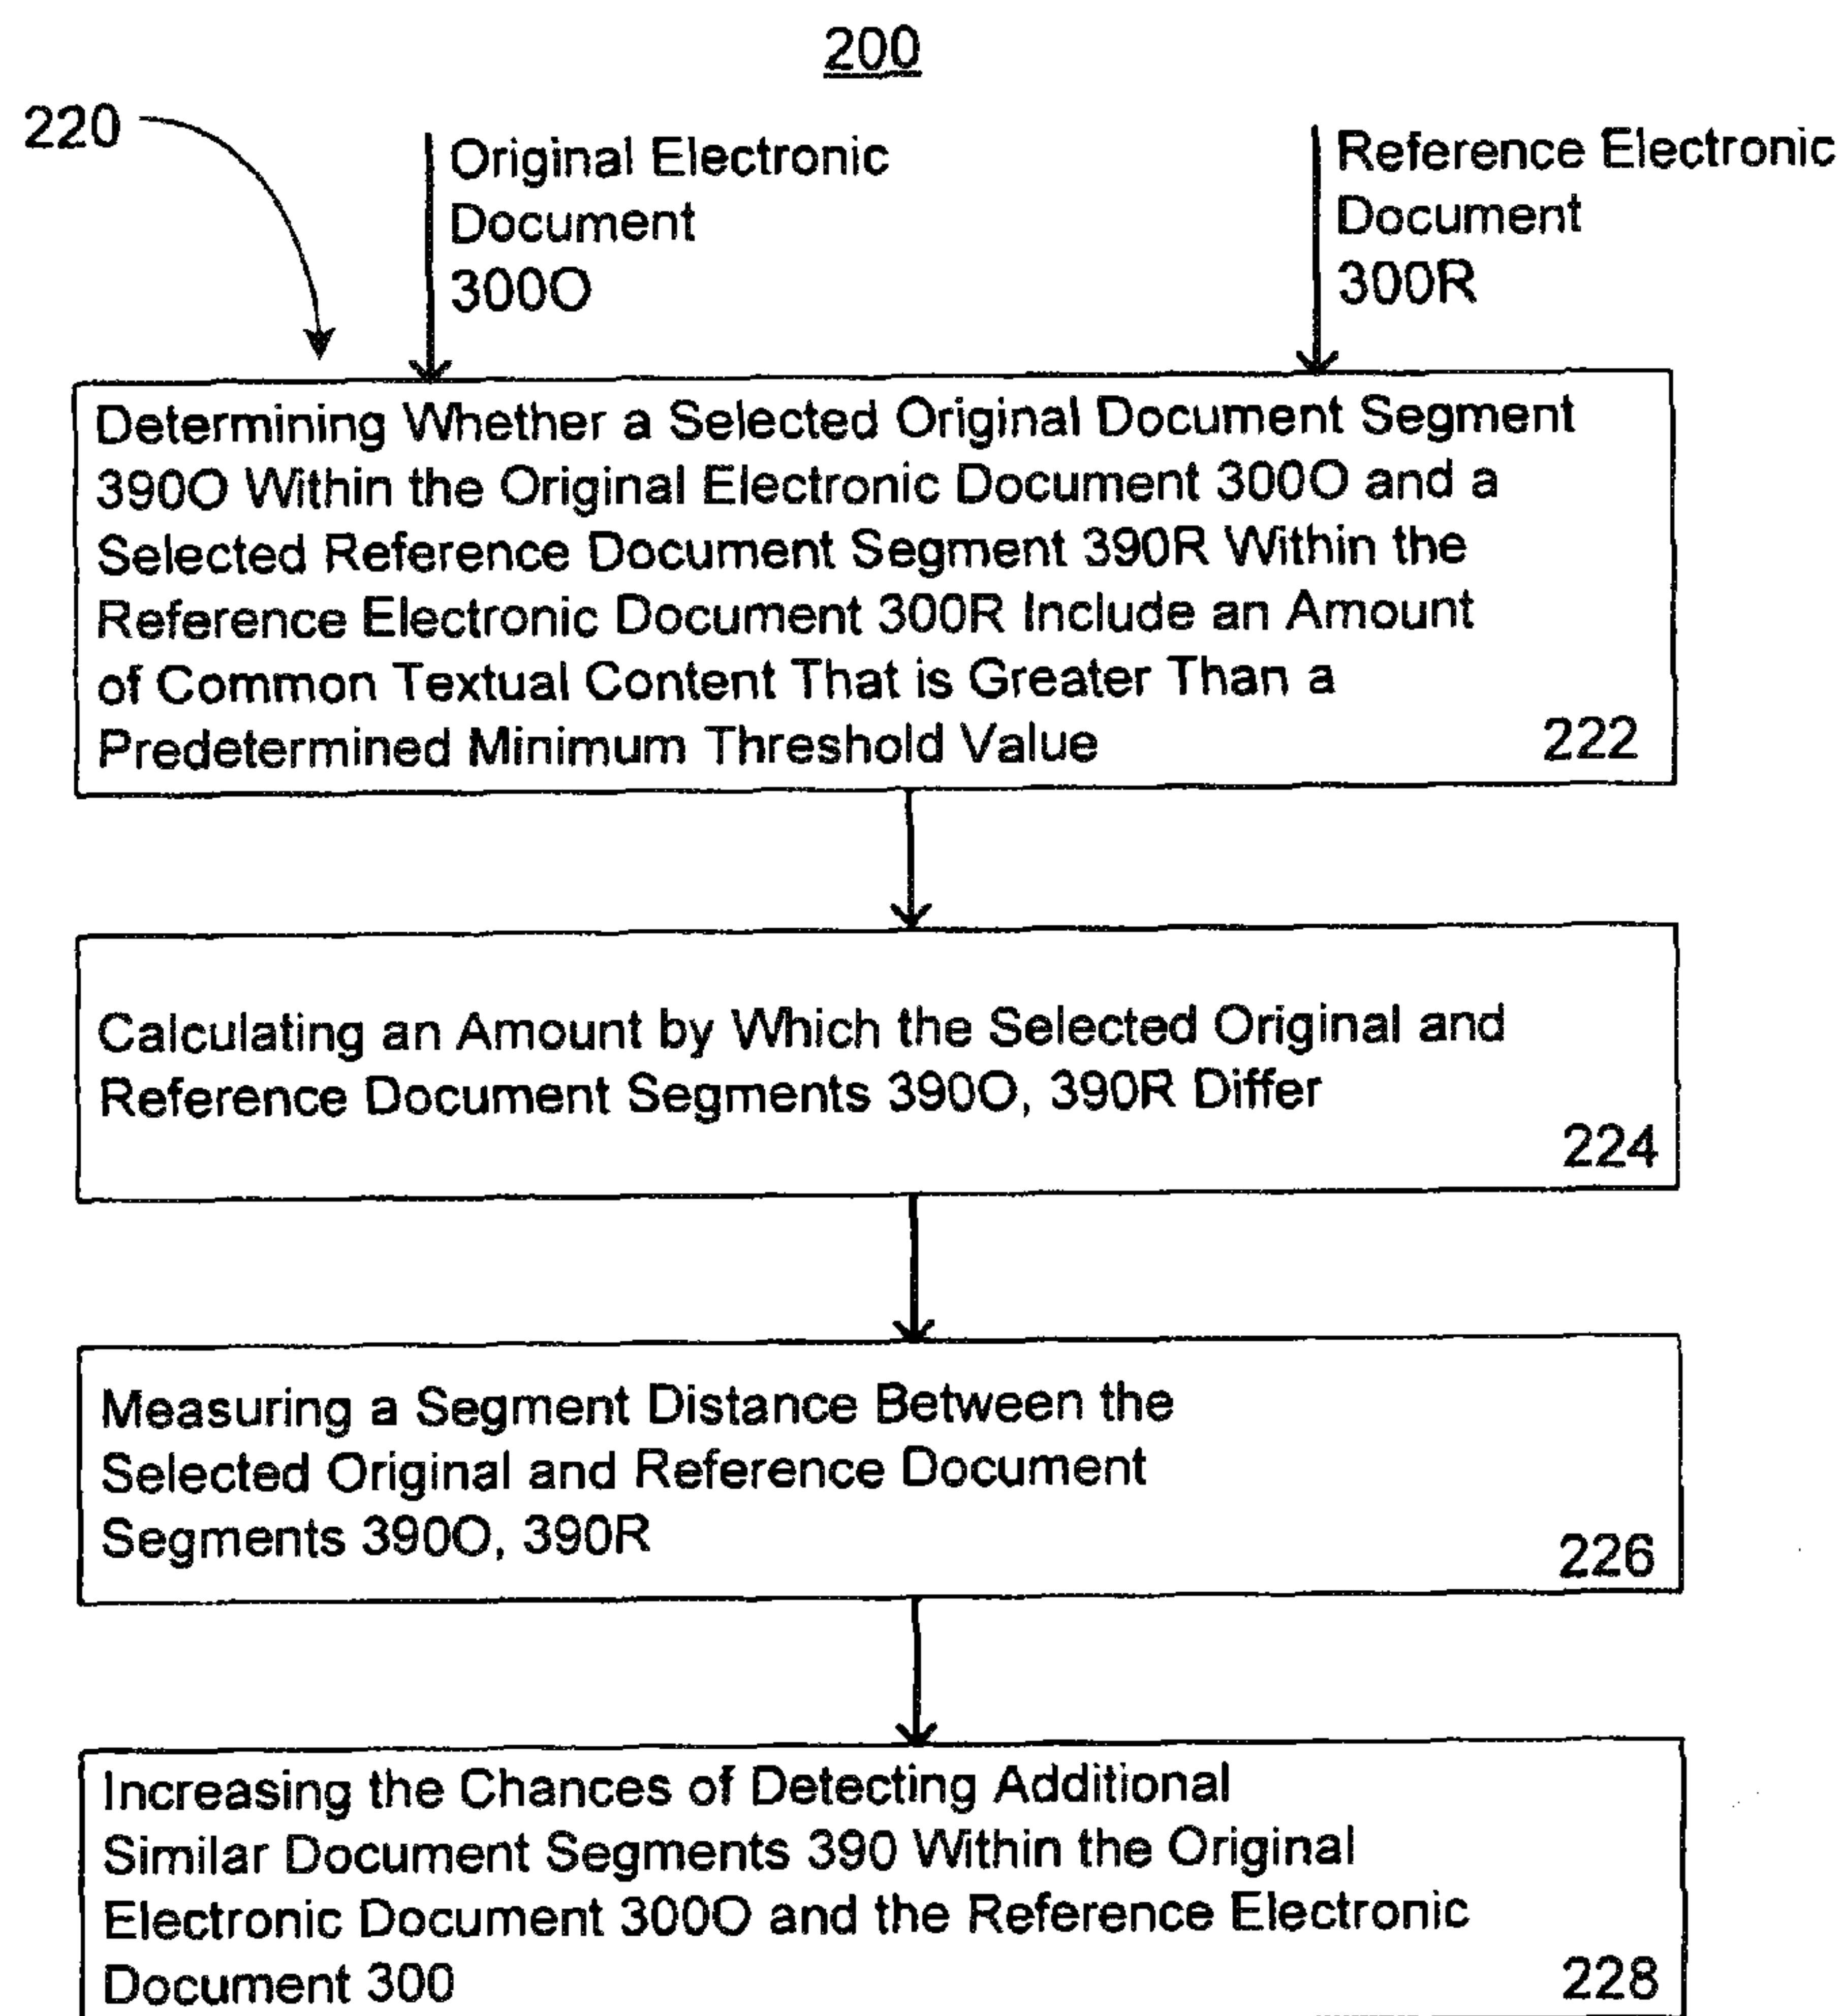 200
220
Original Electronic
Document
300O
Reference Electronic
Document
300R
Determining Whether a Selected Original Document Segment
390O Within the Original Electronic Document 300O and a
Selected Reference Document Segment 390R Within the
Reference Electronic Document 300R Include an Amount
of Common Textual Content That is Greater Than a
Predetermined Minimum Threshold Value
222
Calculating an Amount by Which the Selected Original and
Reference Document Segments 390O, 390R Differ
224
Measuring a Segment Distance Between the
Selected Original and Reference Document
Segments 390O, 390R
226
Increasing the Chances of Detecting Additional
Similar Document Segments 390 Within the Original
Electronic Document 300O and the Reference Electronic
Document 300
228